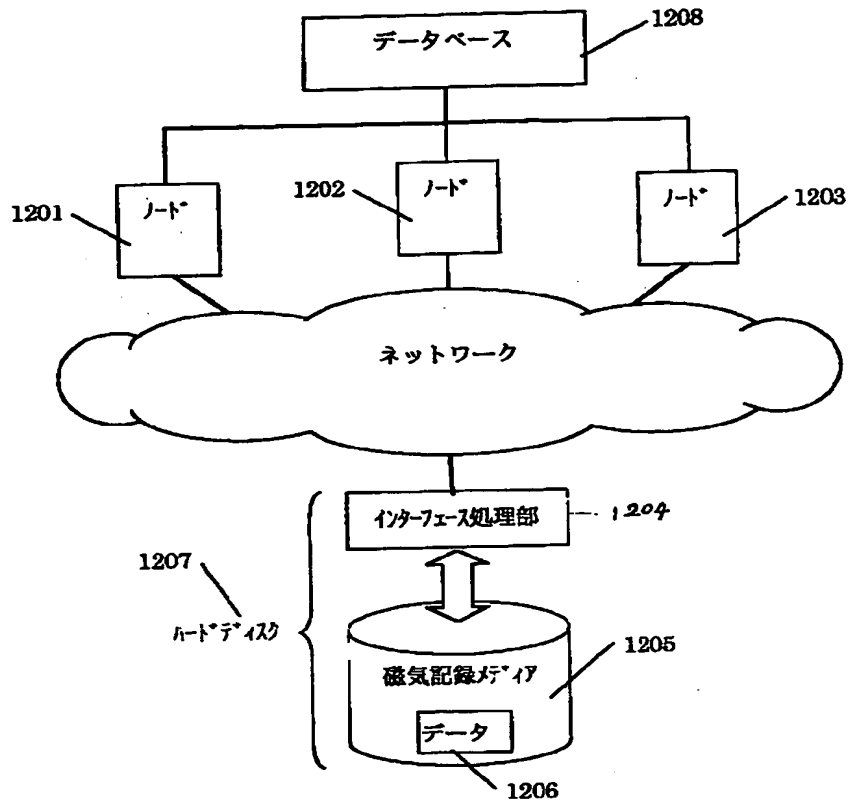 データベース
1208
ノード
1201
ノード
1202
ノード
1203
ネットワーク
インターフェース処理部
1204
1207
ハードディスク
磁気記録メディア
1205
データ
1206